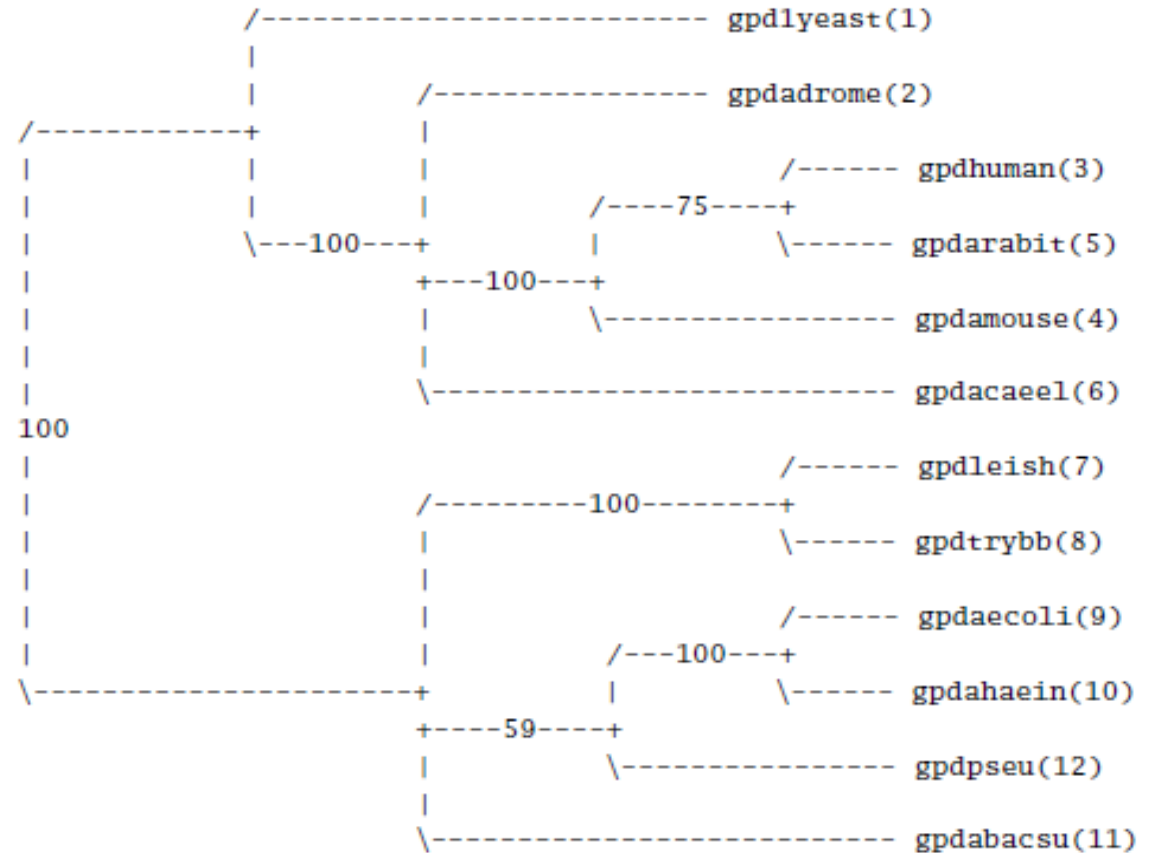 /-------------------------- gpd1yeast(1)
|
| /---------------- gpdadrome(2)
/------------+ |
| | | /------ gpdhuman(3)
| | | /----75----+
| \---100---+ | \------ gpdarabit(5)
| +---100---+
| | \----------------- gpdamouse(4)
| |
| \--------------------------- gpdacaeel(6)
100
| /------ gpdleish(7)
| /---------100--------+
| | \------ gpdtrybb(8)
| |
| | /------ gpdaecoli(9)
| | /---100---+
\----------------------+ | \------ gpdahaein(10)
+----59----+
| \---------------- gpdpseu(12)
|
\--------------------------- gpdabacsu(11)